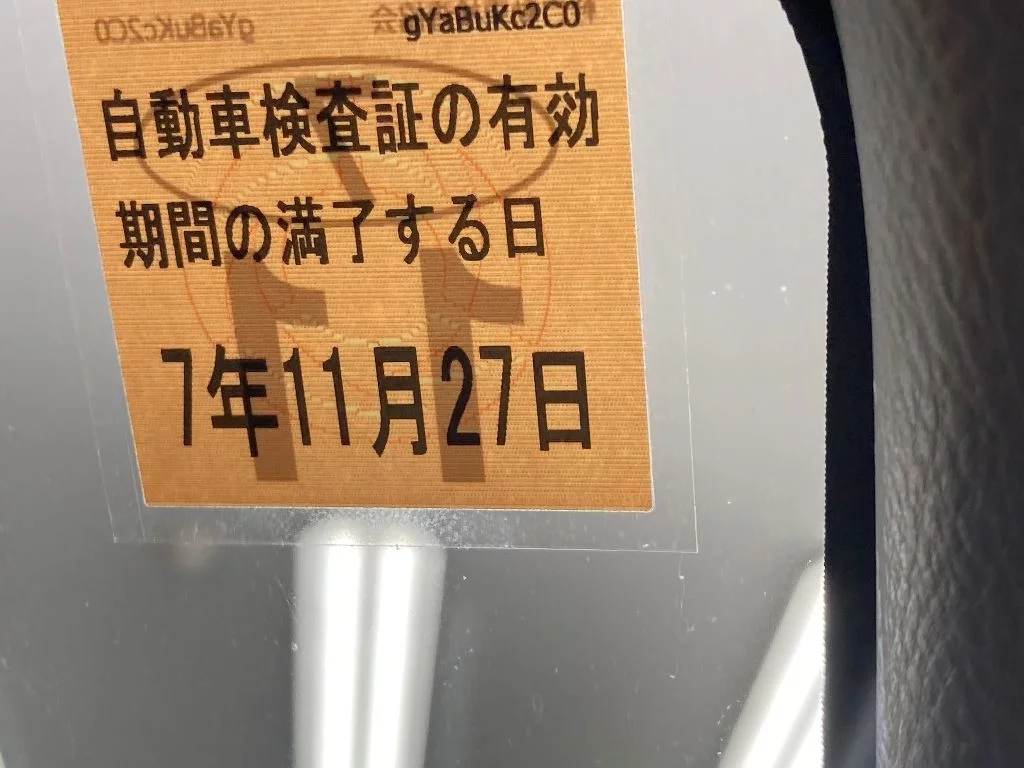 gYaBuKc2C0
自動車検査証の有効
期間の満了する日
7年11月27日